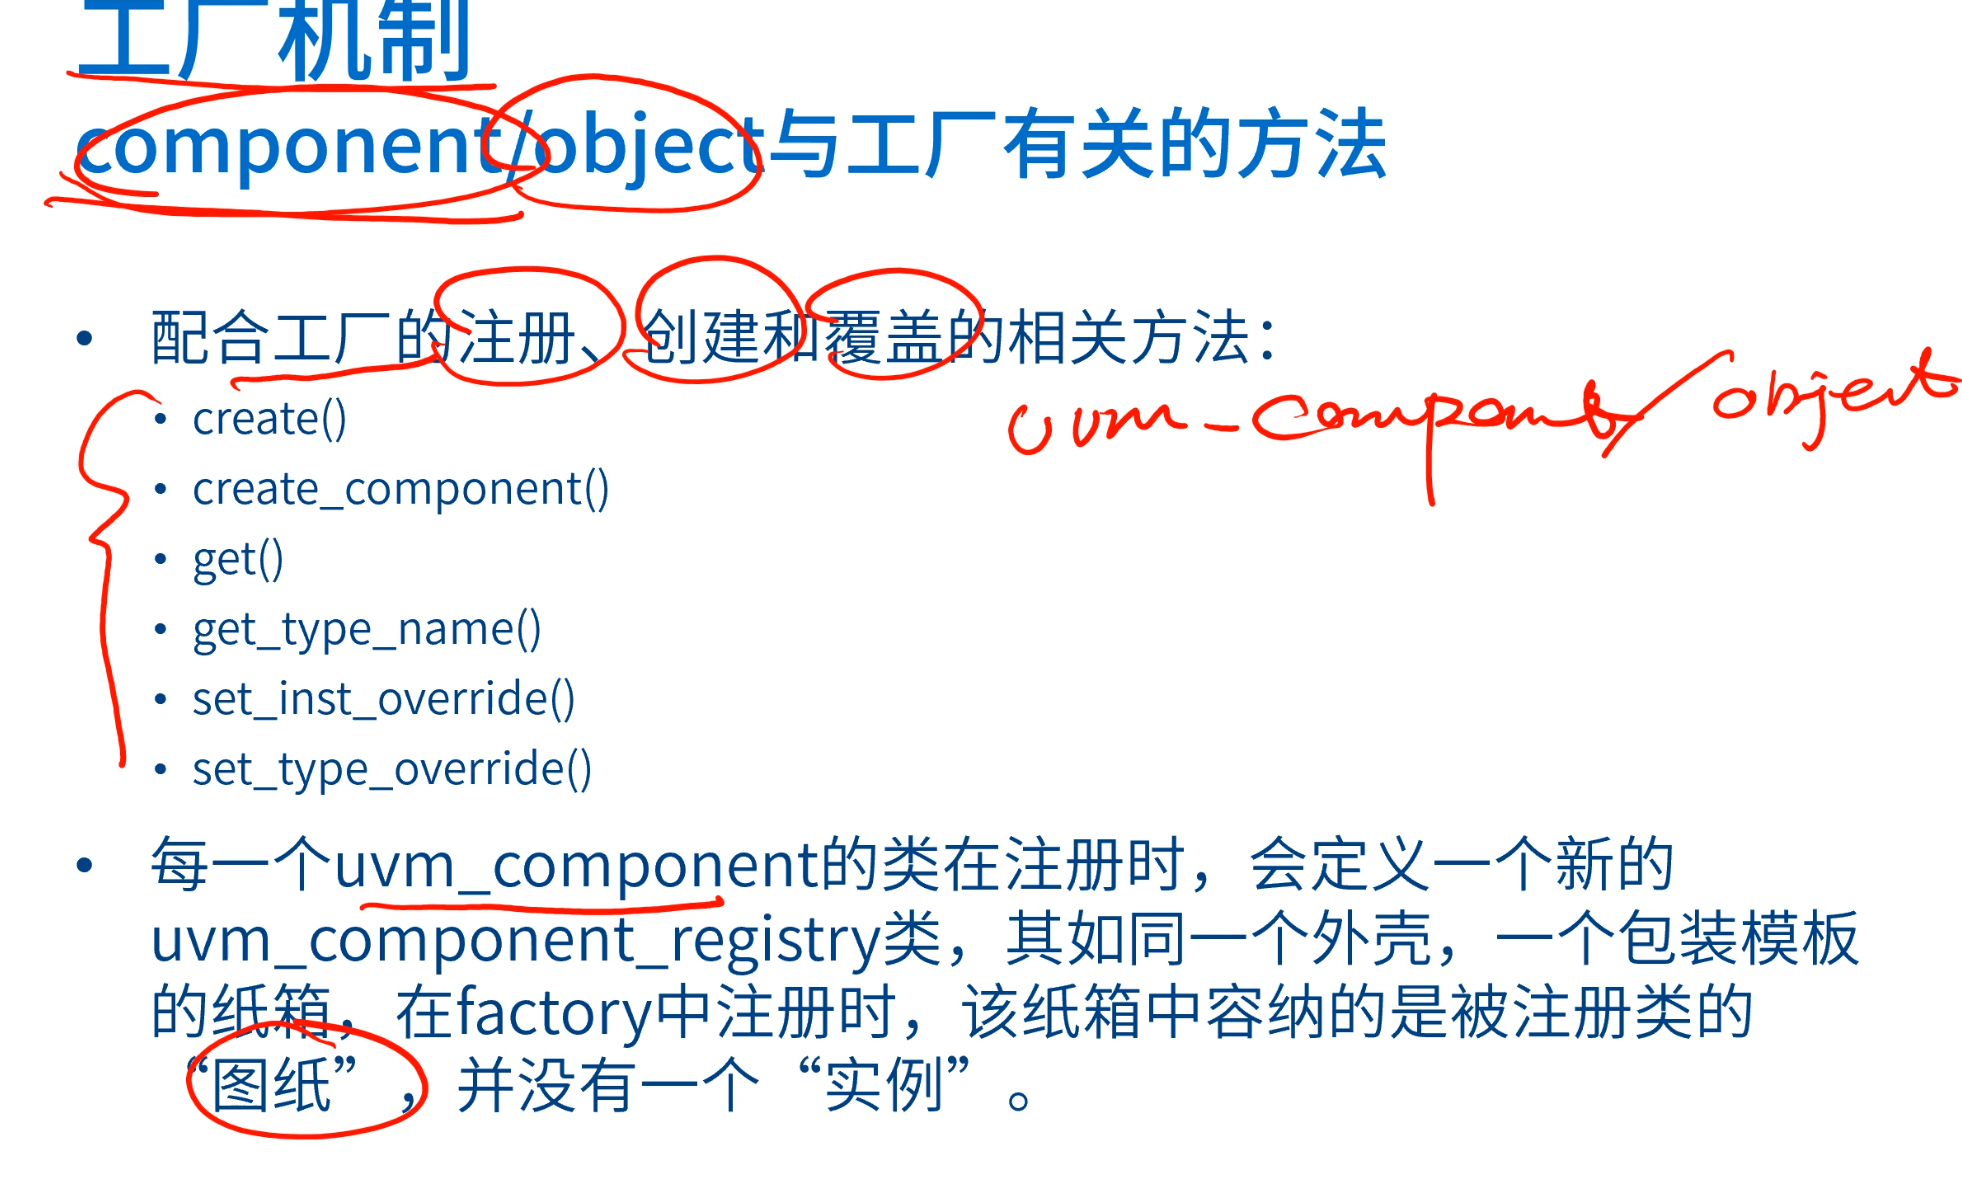 工厂机制
component/object与工厂有关的方法
• 配合工厂的注册、创建和覆盖的相关方法：
• create()
uvm_component/object
• create_component()
• get()
• get_type_name()
• set_inst_override()
• set_type_override()
• 每一个uvm_component的类在注册时，会定义一个新的
uvm_component_registry类，其如同一个外壳，一个包装模板
的纸箱，在factory中注册时，该纸箱中容纳的是被注册类的
“图纸”，并没有一个“实例”。